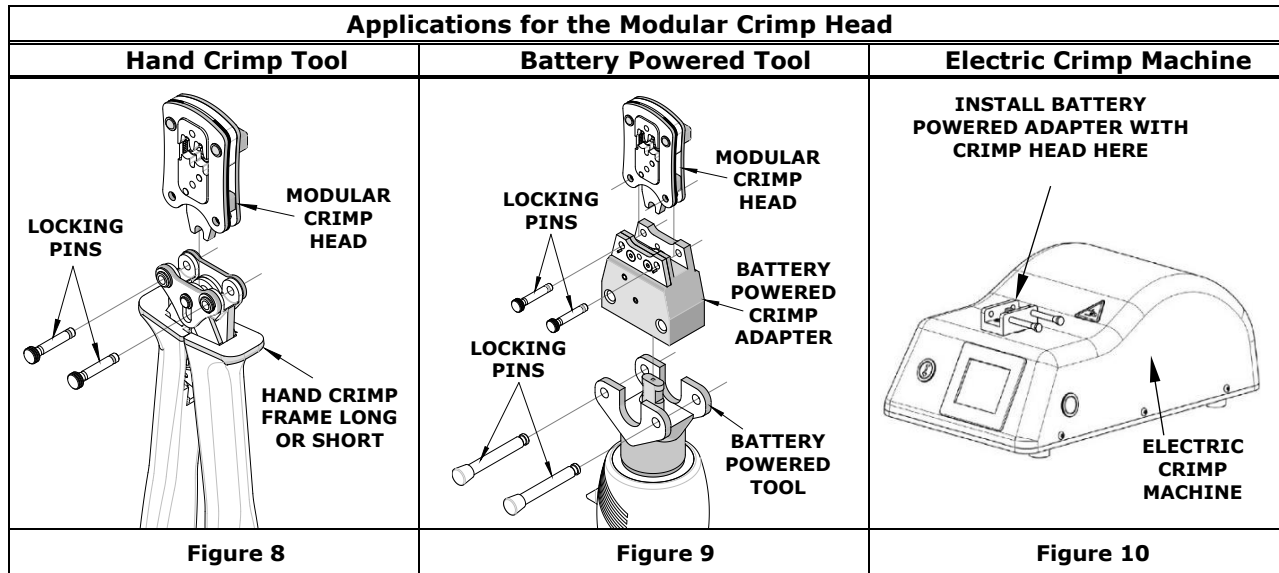 Applications for the Modular Crimp Head
Hand Crimp Tool
Battery Powered Tool
Electric Crimp Machine
MODULAR
CRIMP
HEAD
LOCKING
PINS
HAND CRIMP
FRAME LONG
OR SHORT
MODULAR
CRIMP
HEAD
LOCKING
PINS
BATTERY
POWERED
CRIMP
ADAPTER
LOCKING
PINS
BATTERY
POWERED
TOOL
INSTALL BATTERY
POWERED ADAPTER WITH
CRIMP HEAD HERE
ELECTRIC
CRIMP
MACHINE
Figure 8
Figure 9
Figure 10